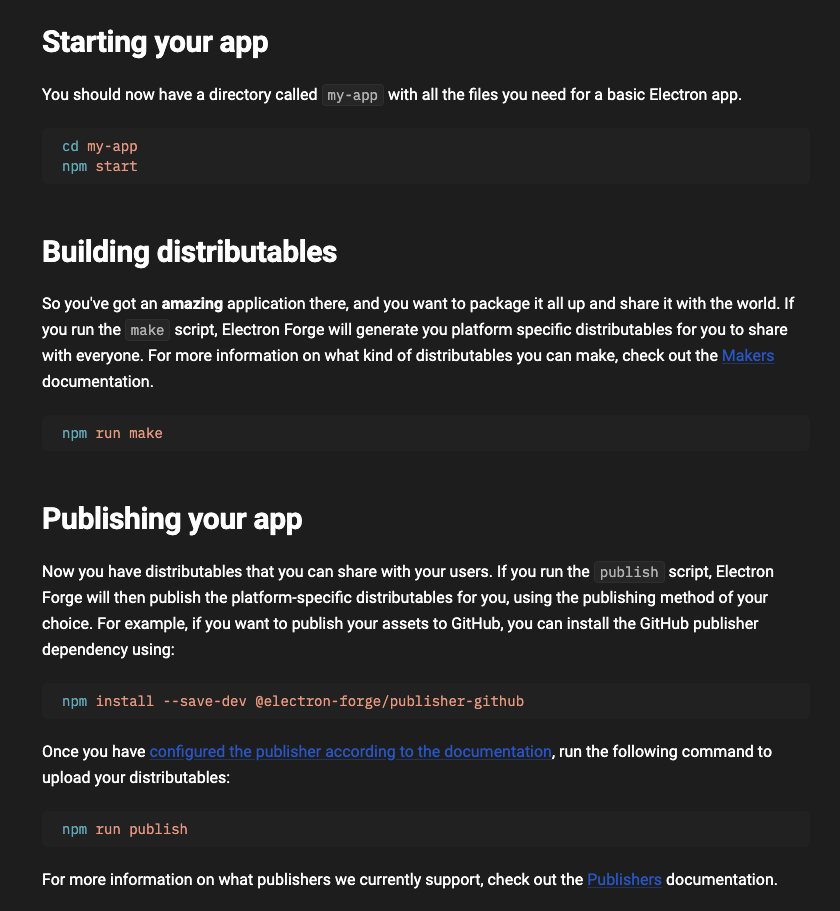 Starting your app
You should now have a directory called my-app with all the files you need for a basic Electron app.
cd my-app
npm start
Building distributables
So you've got an amazing application there, and you want to package it all up and share it with the world. If
you run the make script, Electron Forge will generate you platform specific distributables for you to share
with everyone. For more information on what kind of distributables you can make, check out the Makers
documentation.
npm run make
Publishing your app
Now you have distributables that you can share with your users. If you run the publish script, Electron
Forge will then publish the platform-specific distributables for you, using the publishing method of your
choice. For example, if you want to publish your assets to GitHub, you can install the GitHub publisher
dependency using:
npm install --save-dev @electron-forge/publisher-github
Once you have configured the publisher according to the documentation, run the following command to
upload your distributables:
npm run publish
For more information on what publishers we currently support, check out the Publishers documentation.